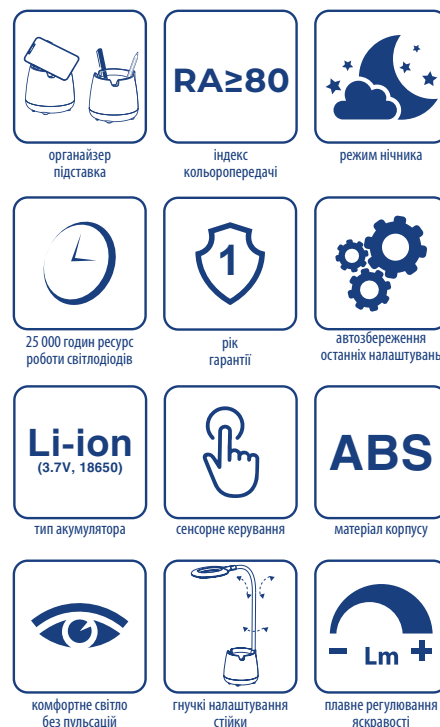 RA≥80
органайзер
підставка
індекс
кольоропередачі
режим нічника
1
25 000 годин ресурс
роботи світлодіодів
рік
гарантії
автозбереження
останніх налаштувань
Li-ion
(3.7V, 18650)
ABS
тип акумулятора
сенсорне керування
матеріал корпусу
- Lm +
комфортне світло
без пульсацій
гнучкі налаштування
стійки
плавне регулювання
яскравості